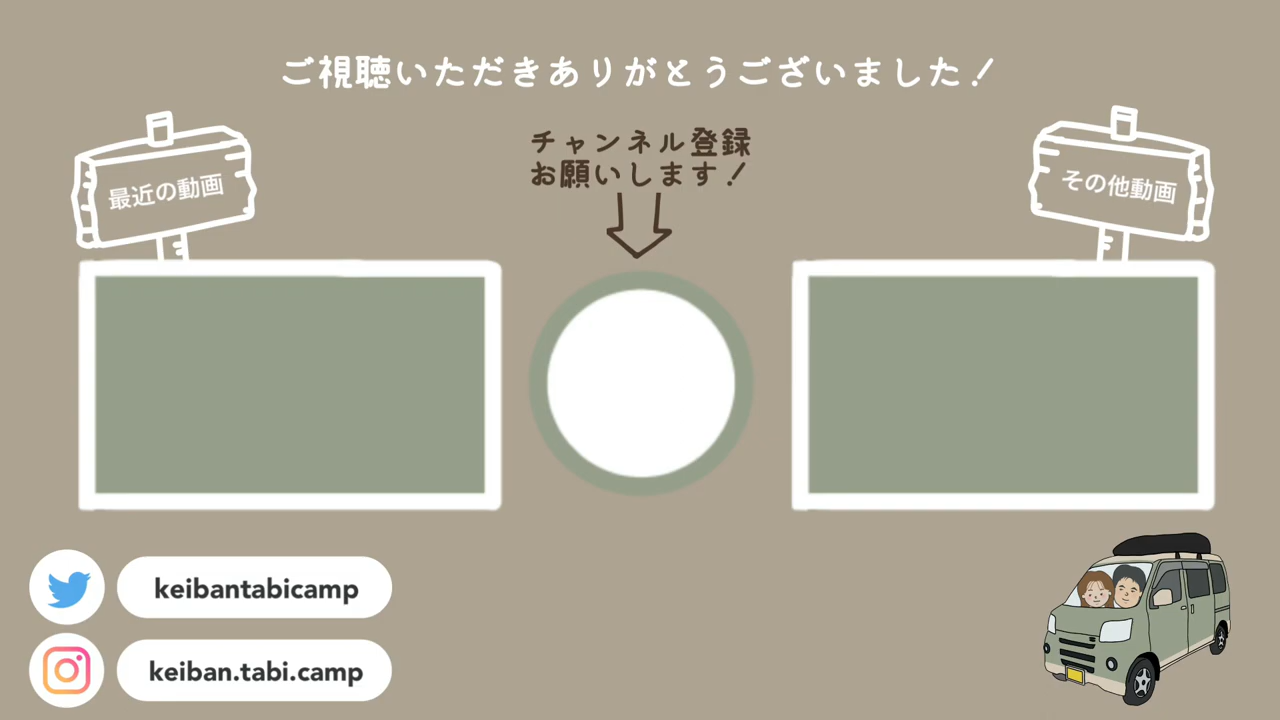 ご視聴いただきありがとうございました！
チャンネル登録
お願いします！
最近の動画
その他動画
keibantabicamp
keiban.tabi.camp